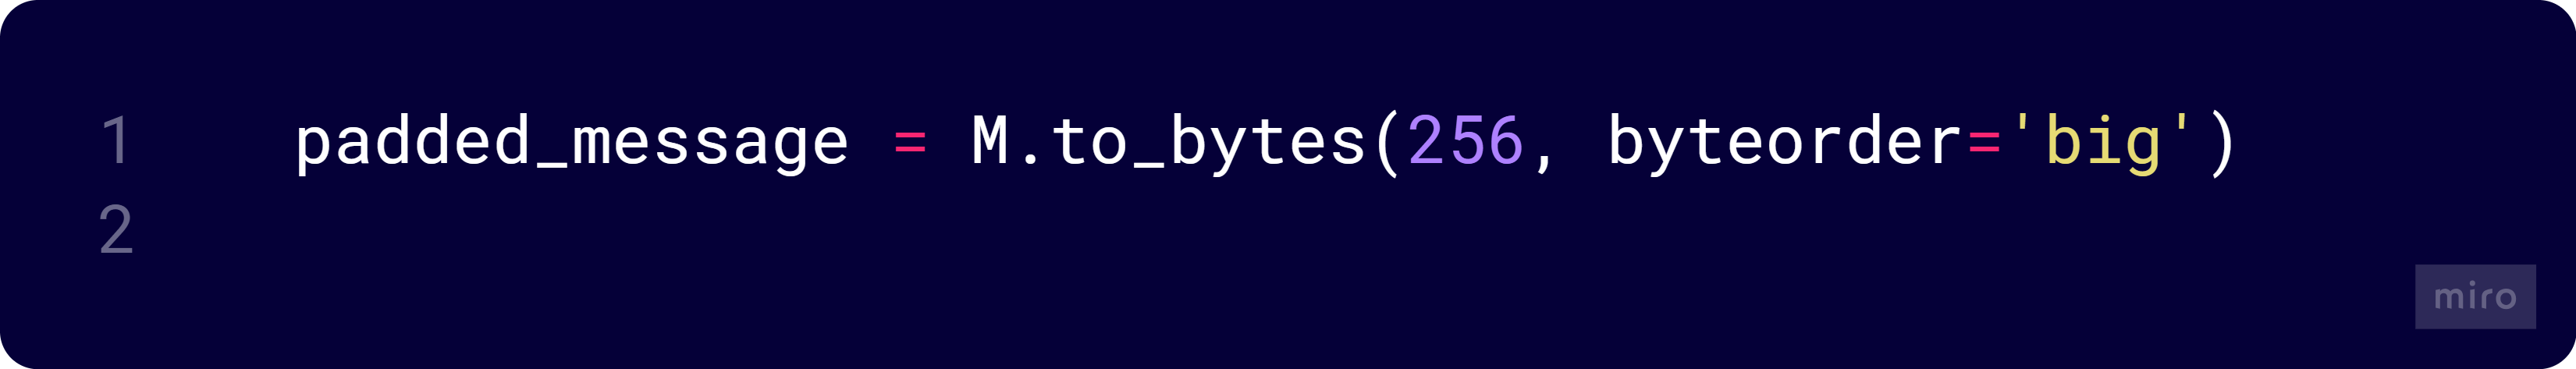 1 padded_message = M.to_bytes(256, byteorder='big')
2
miro